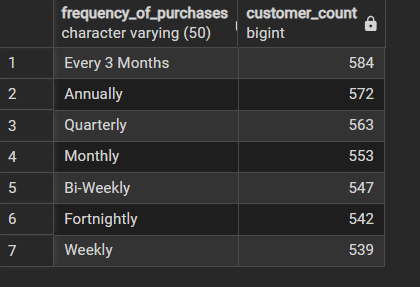 frequency_of_purchases customer_count
character varying (50) bigint
1 Every 3 Months 584
2 Annually 572
3 Quarterly 563
4 Monthly 553
5 Bi-Weekly 547
6 Fortnightly 542
7 Weekly 539